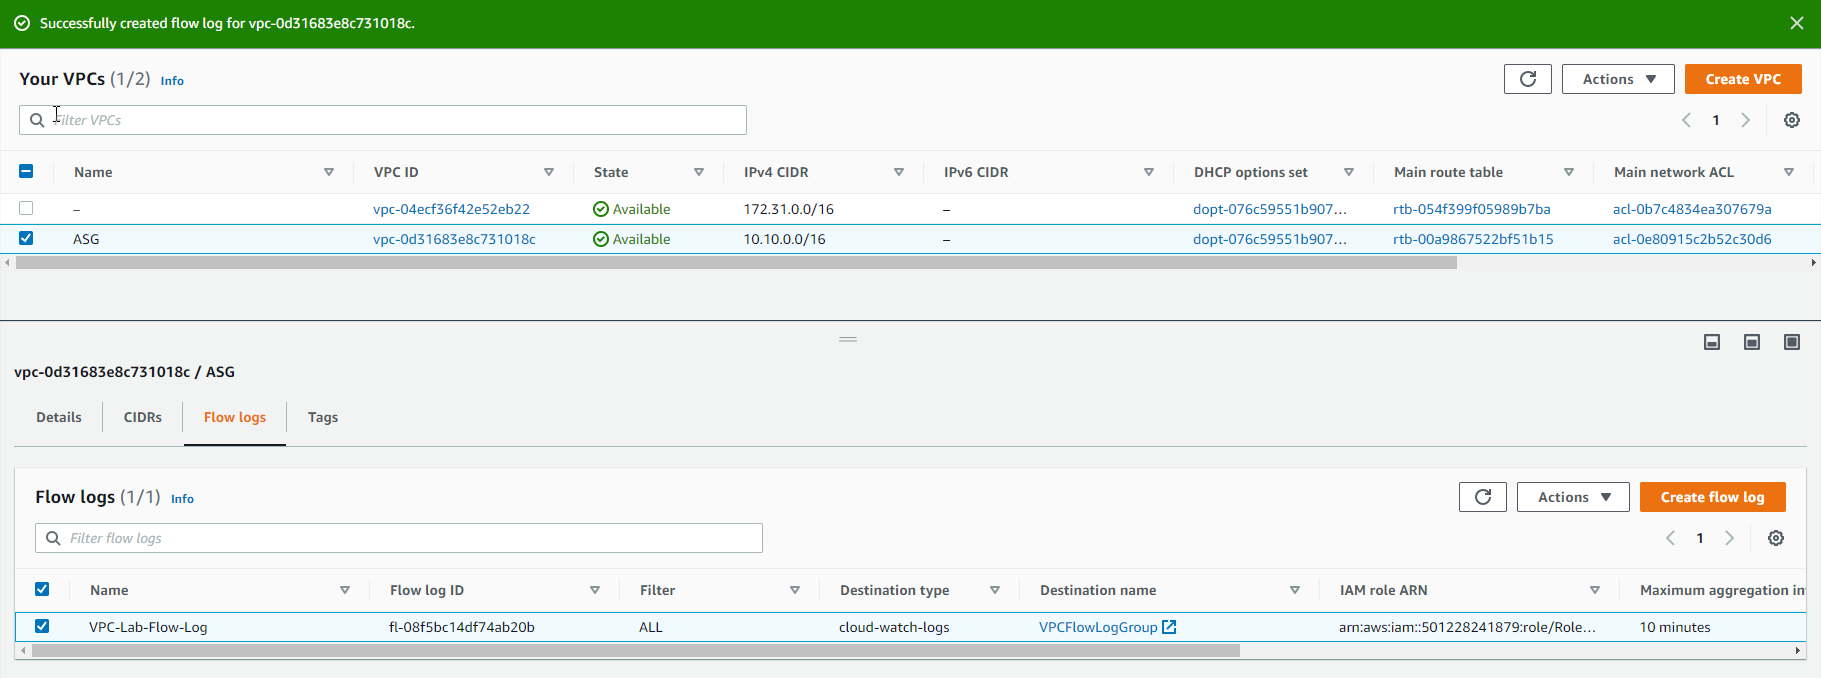 Successfully created flow log for vpc-0d31683e8c731018c.
Your VPCs (1/2) Info
Actions
Create VPC
Filter VPCs
1
Name VPC ID State IPv4 CIDR IPv6 CIDR DHCP options set Main route table Main network ACL
– vpc-04ecf36f42e52eb22 Available 172.31.0.0/16 – dopt-076c59551b907... rtb-054f399f05989b7ba acl-0b7c4834ea307679a
ASG vpc-0d31683e8c731018c Available 10.10.0.0/16 – dopt-076c59551b907... rtb-00a9867522bf51b15 acl-0e80915c2b52c30d6
vpc-0d31683e8c731018c / ASG
Details CIDRs Flow logs Tags
Flow logs (1/1) Info
Actions
Create flow log
Filter flow logs
1
Name Flow log ID Filter Destination type Destination name IAM role ARN Maximum aggregation in
VPC-Lab-Flow-Log fl-08f5bc14df74ab20b ALL cloud-watch-logs VPCFlowLogGroup arn:aws:iam::501228241879:role/Role... 10 minutes